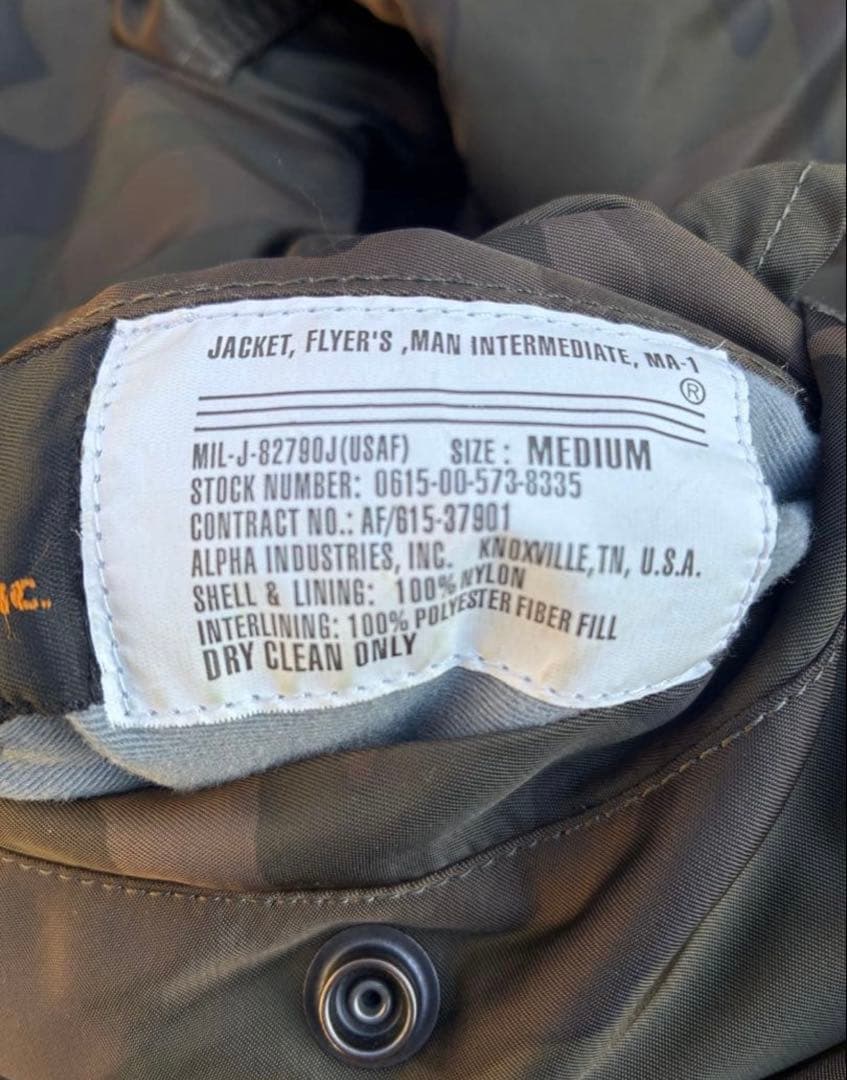 JACKET, FLYER'S ,MAN INTERMEDIATE, MA-1
®
MIL-J-82790J(USAF) SIZE : MEDIUM
STOCK NUMBER: 0615-00-573-8335
CONTRACT NO.: AF/615-37901
ALPHA INDUSTRIES, INC. KNOXVILLE,TN, U.S.A.
SHELL & LINING: 100% NYLON
INTERLINING: 100% POLYESTER FIBER FILL
DRY CLEAN ONLY